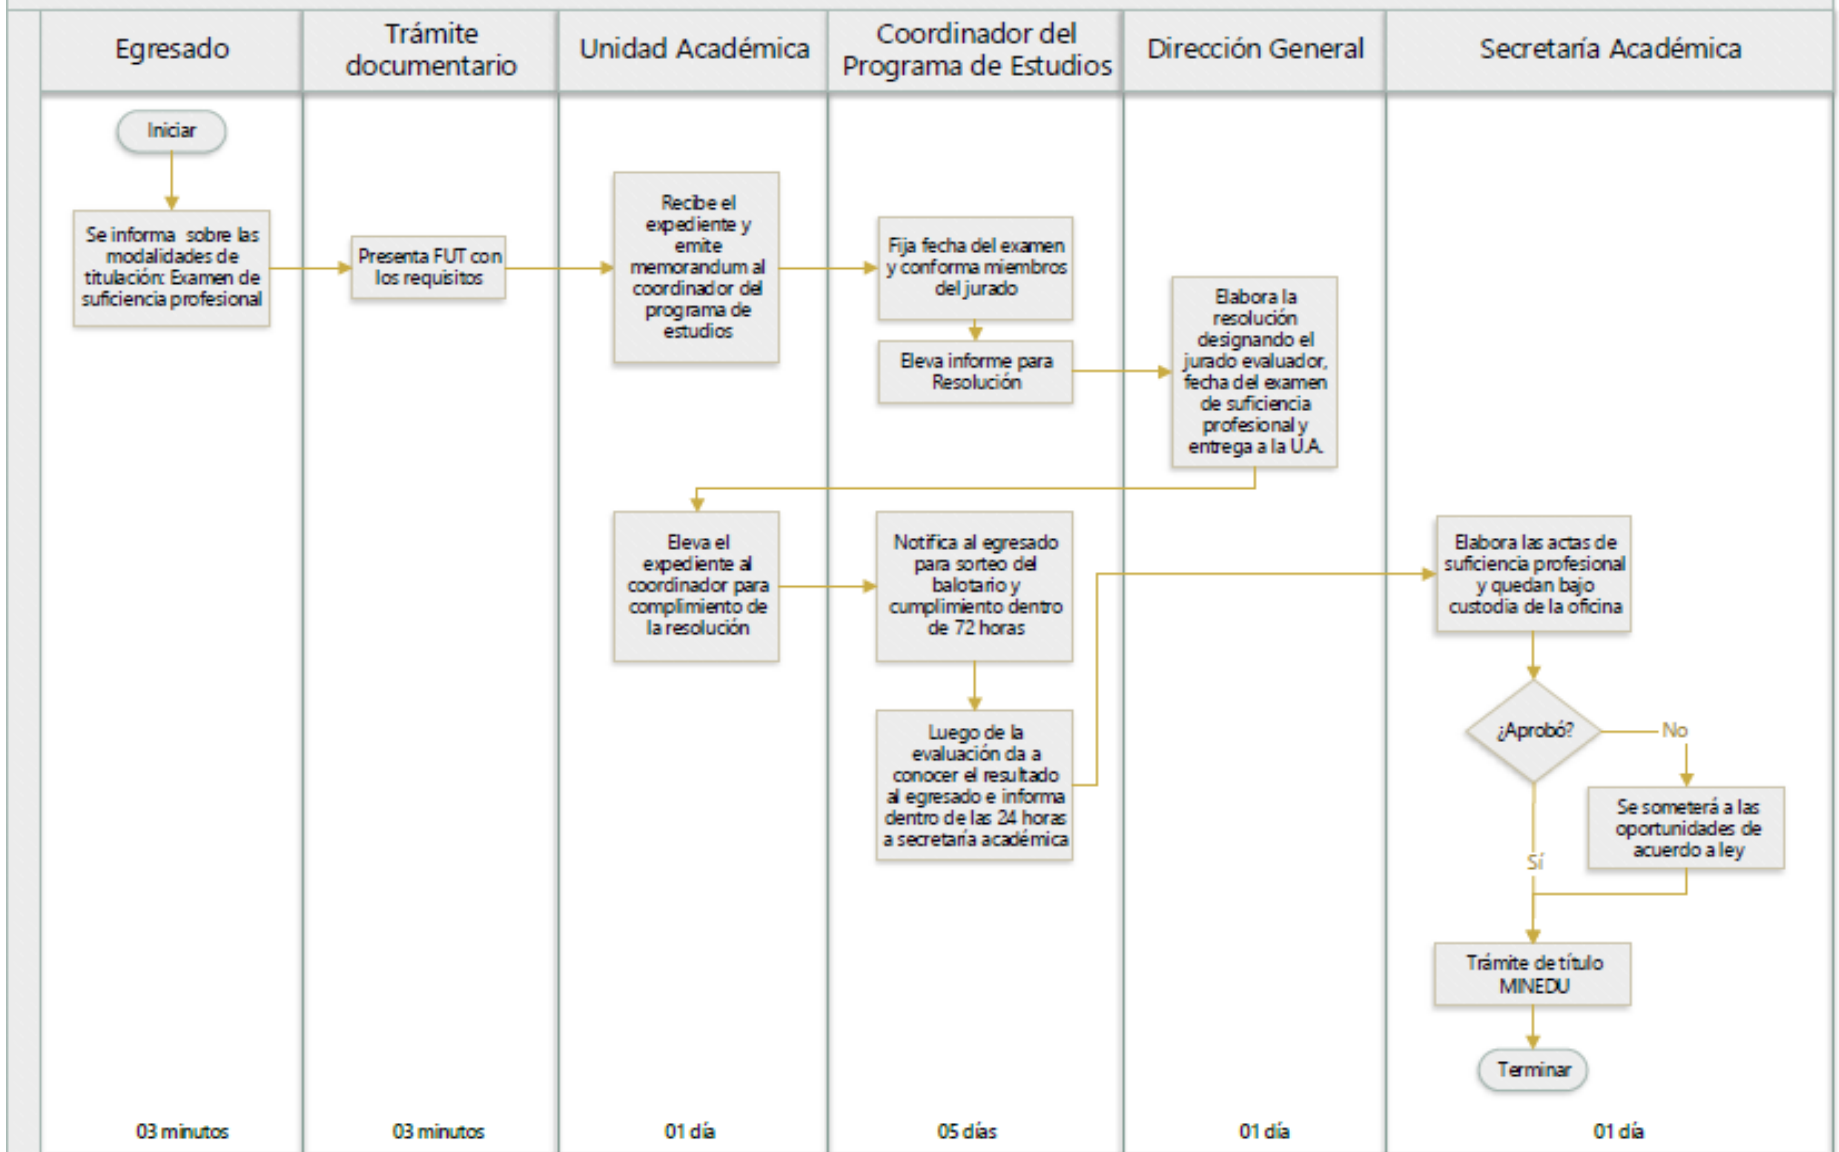 Egresado
Trámite
documentario
Unidad Académica
Coordinador del
Programa de Estudios
Dirección General
Secretaría Académica
Iniciar
Se informa sobre las
modalidades de
titulación: Examen de
suficiencia profesional
Presenta FUT con
los requisitos
Recibe el
expediente y
emite
memorandum al
coordinador del
programa de
estudios
Fija fecha del examen
y conforma miembros
del jurado
Eleva informe para
Resolución
Elabora la
resolución
designando el
jurado evaluador,
fecha del examen
de suficiencia
profesional y
entrega a la U.A.
Eleva el
expediente al
coordinador para
complimiento de
la resolución
Notifica al egresado
para sorteo del
balotario y
cumplimiento dentro
de 72 horas
Luego de la
evaluación da a
conocer el resultado
al egresado e informa
dentro de las 24 horas
a secretaría académica
Elabora las actas de
suficiencia profesional
y quedan bajo
custodia de la oficina
¿Aprobó?
No
Se someterá a las
oportunidades de
acuerdo a ley
Sí
Trámite de título
MINEDU
Terminar
03 minutos
03 minutos
01 día
05 días
01 día
01 día